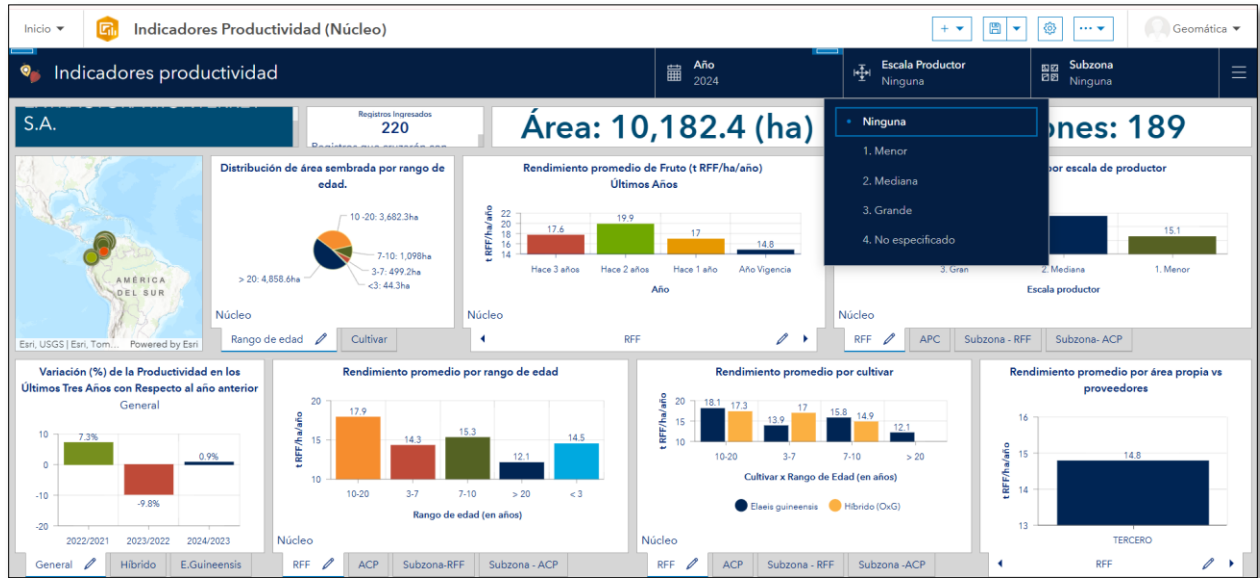 Inicio
Indicadores Productividad (Núcleo)
Geomática
Indicadores productividad
Año
2024
Escala Productor
Ninguna
Subzona
Ninguna
Ninguna
1. Menor
2. Mediana
3. Grande
4. No especificado
S.A.
Registros Ingresados
220
Área: 10,182.4 (ha)
nes: 189
AMÉRICA
DEL SUR
Esri, USGS | Esri, Tom... Powered by Esri
Distribución de área sembrada por rango de
edad.
10 -20: 3,682.3ha
7-10: 1,098ha
3-7: 499.2ha
<3: 44.3ha
> 20: 4,858.6ha
Núcleo
Rango de edad
Cultivar
Rendimiento promedio de Fruto (t RFF/ha/año)
Últimos Años
t RFF/ha/año
22
20
18
16
14
17.6
19.9
17
14.8
Hace 3 años Hace 2 años Hace 1 año Año Vigencia
Año
Núcleo
RFF
por escala de productor
15.1
3. Gran 2. Mediana 1. Menor
Escala productor
Núcleo
RFF APC Subzona - RFF Subzona- ACP
Variación (%) de la Productividad en los
Últimos Tres Años con Respecto al año anterior
General
10
0
-10
-20
7.3%
-9.8%
0.9%
2022/2021 2023/2022 2024/2023
General Híbrido E.Guineensis
Rendimiento promedio por rango de edad
t RFF/ha/año
20
15
10
17.9
14.3
15.3
12.1
14.5
10-20 3-7 7-10 > 20 < 3
Rango de edad (en años)
Núcleo
RFF ACP Subzona-RFF Subzona - ACP
Rendimiento promedio por cultivar
t RFF/ha/año
20
15
10
18.1 17.3
13.9 17
15.8 14.9
12.1
10-20 3-7 7-10 > 20
Cultivar x Rango de Edad (en años)
Elaeis guineensis Híbrido (OxG)
Núcleo
RFF ACP Subzona - RFF Subzona -ACP
Rendimiento promedio por área propia vs
proveedores
t RFF/ha/año
16
15
14
13
14.8
TERCERO
RFF